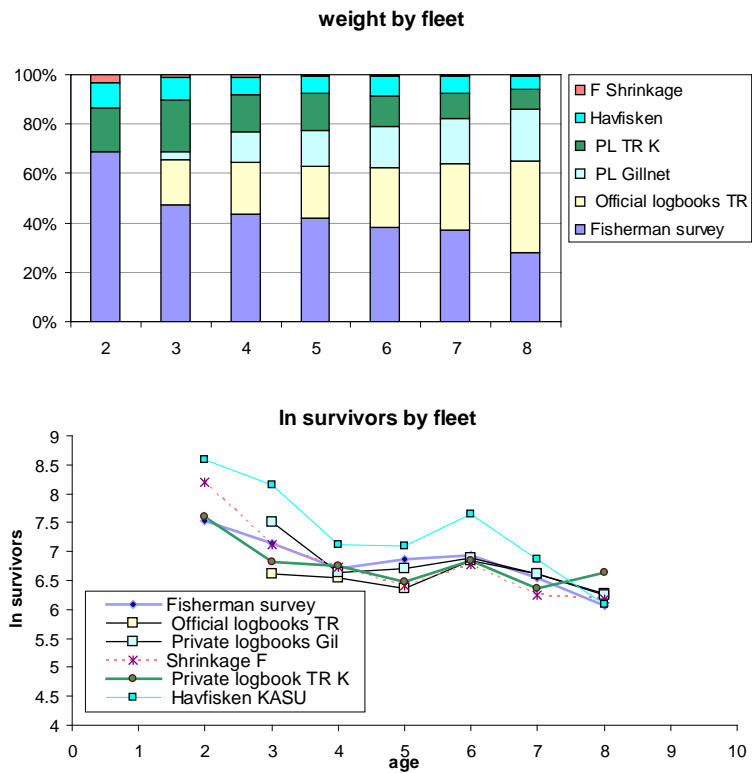 weight by fleet
100%
80%
60%
40%
20%
0%
2 3 4 5 6 7 8
F Shrinkage
Havfisken
PL TR K
PL Gillnet
Official logbooks TR
Fisherman survey
ln survivors by fleet
ln survivors
9
8.5
8
7.5
7
6.5
6
5.5
5
4.5
4
Fisherman survey
Official logbooks TR
Private logbooks Gil
Shrinkage F
Private logbook TR K
Havfisken KASU
0 1 2 3 4 5 6 7 8 9 10
age